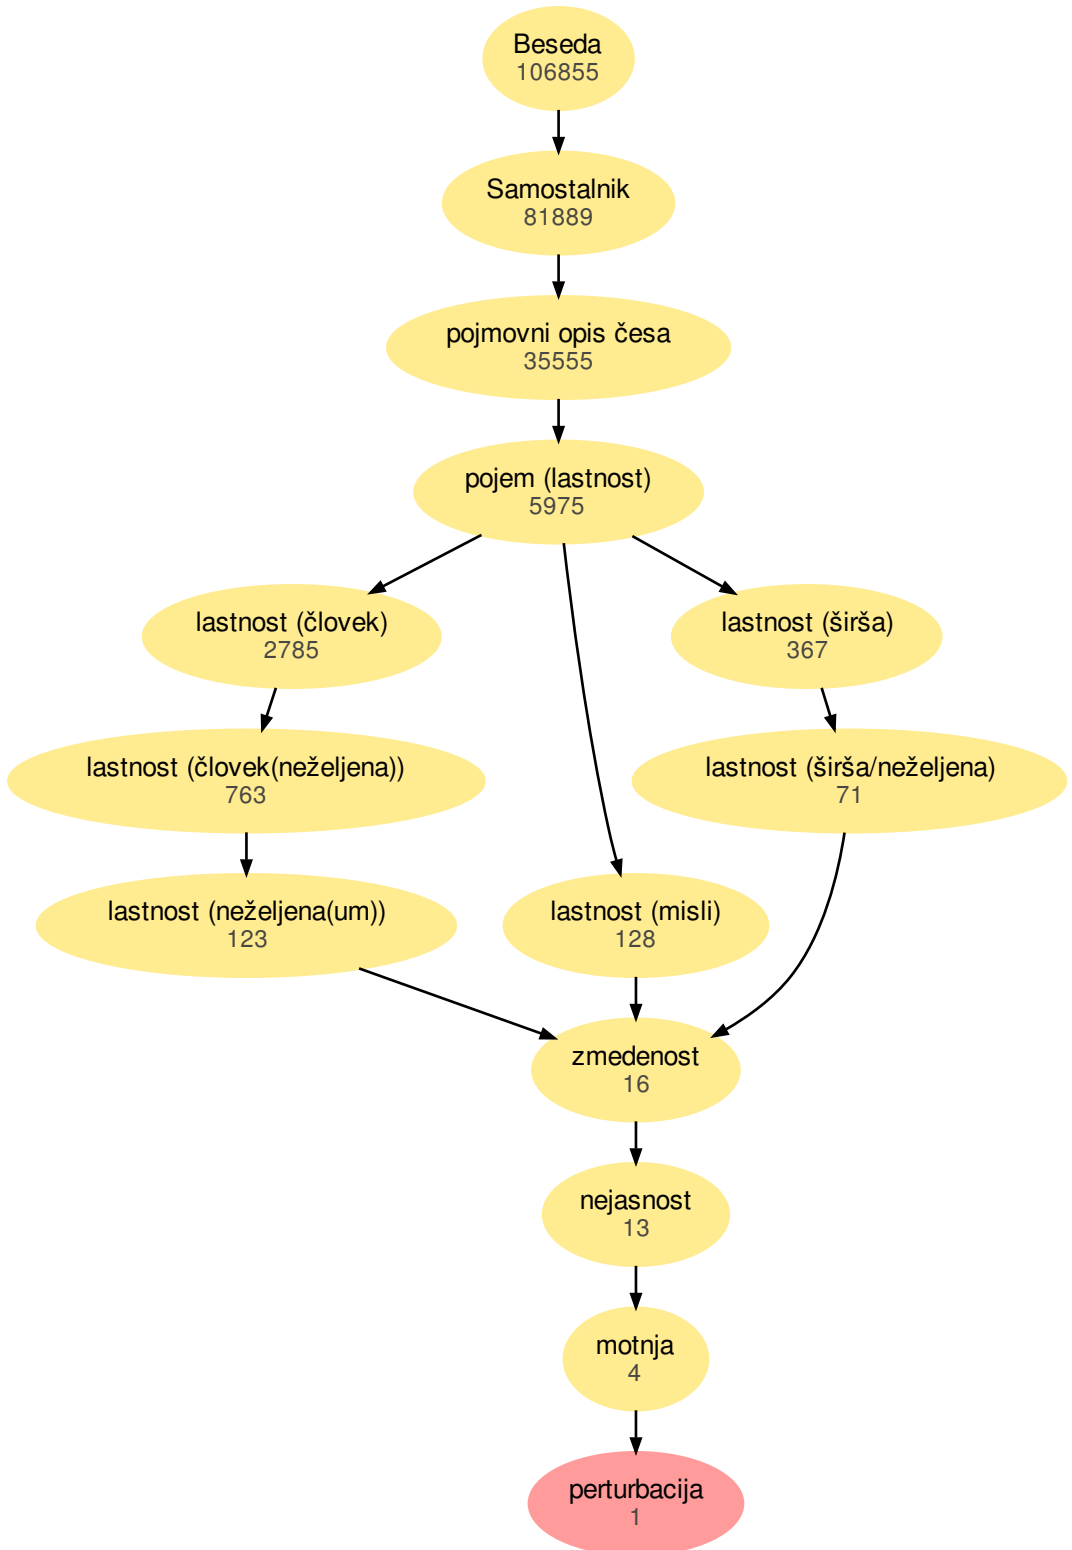 Beseda
106855
Samostalnik
81889
pojmovni opis česa
35555
pojem (lastnost)
5975
lastnost (človek)
2785
lastnost (širša)
367
lastnost (človek(neželjena))
763
lastnost (širša/neželjena)
71
lastnost (neželjena(um))
123
lastnost (misli)
128
zmedenost
16
nejasnost
13
motnja
4
perturbacija
1